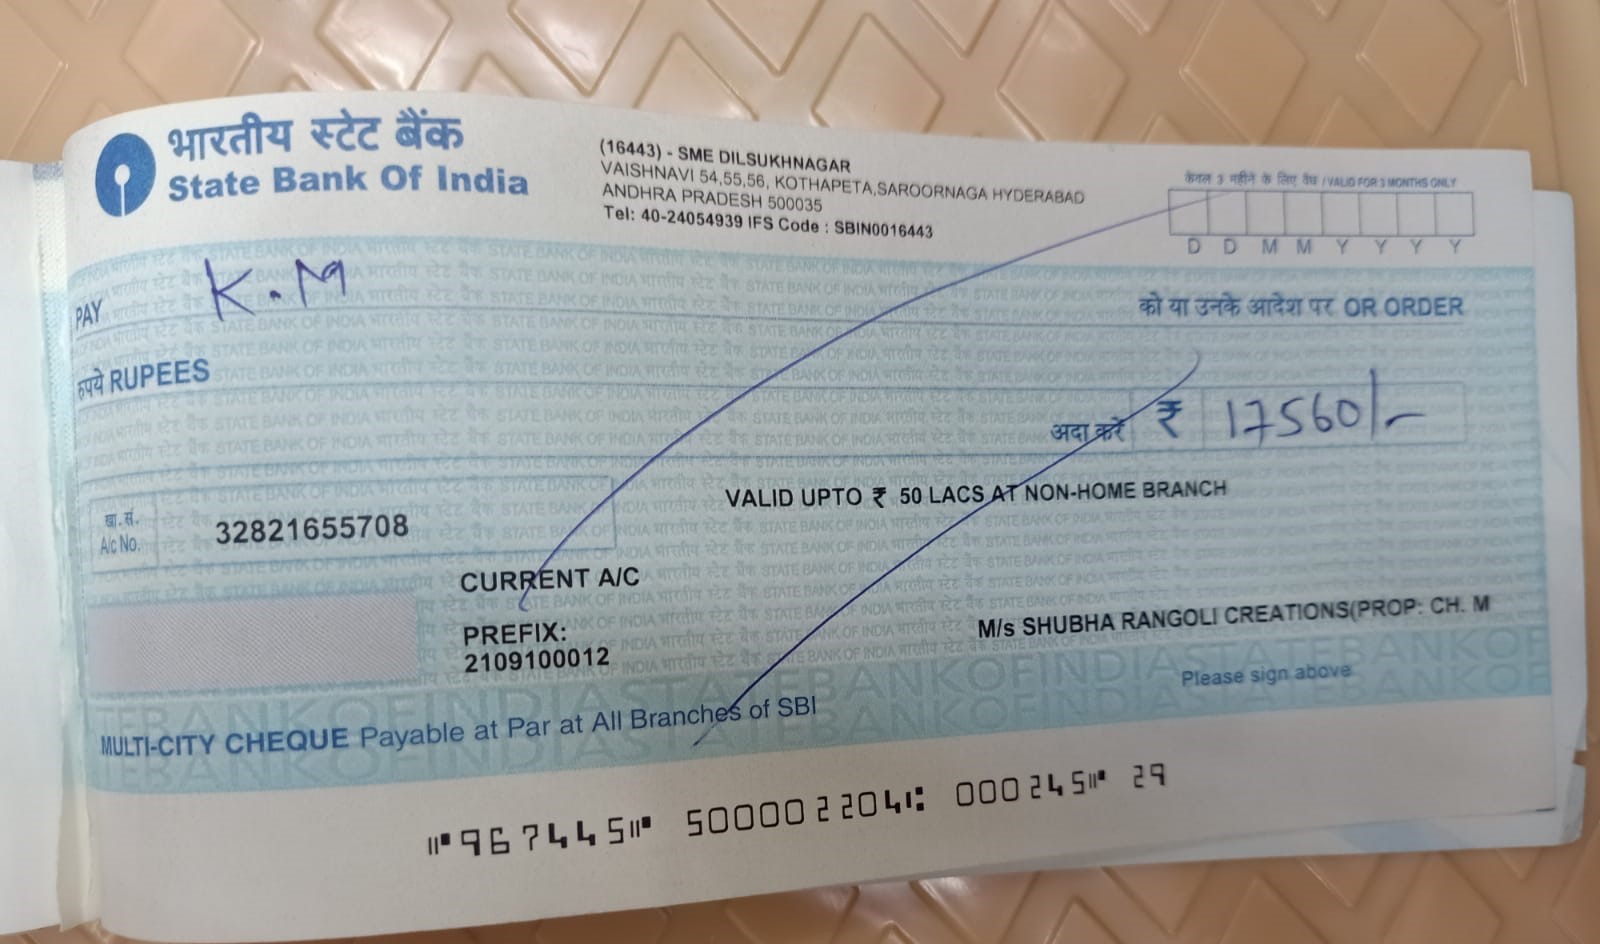 भारतीय स्टेट बैंक
State Bank Of India
(16443) - SME DILSUKHNAGAR
VAISHNAVI 54,55,56, KOTHAPETA,SAROORNAGA HYDERABAD
ANDHRA PRADESH 500035
Tel: 40-24054939 IFS Code : SBIN0016443
केवल 3 महीने के लिए वैध / VALID FOR 3 MONTHS ONLY
D D M M Y Y Y Y
PAY K.M
को या उनके आदेश पर OR ORDER
रुपये RUPEES
अदा करें ₹ 17560/-
VALID UPTO ₹ 50 LACS AT NON-HOME BRANCH
खा.सं.
A/c No. 32821655708
CURRENT A/C
PREFIX:
2109100012
M/s SHUBHA RANGOLI CREATIONS(PROP: CH. M
Please sign above
MULTI-CITY CHEQUE Payable at Par at All Branches of SBI
⑈967445⑈ 500002204⑆ 000245⑈ 29